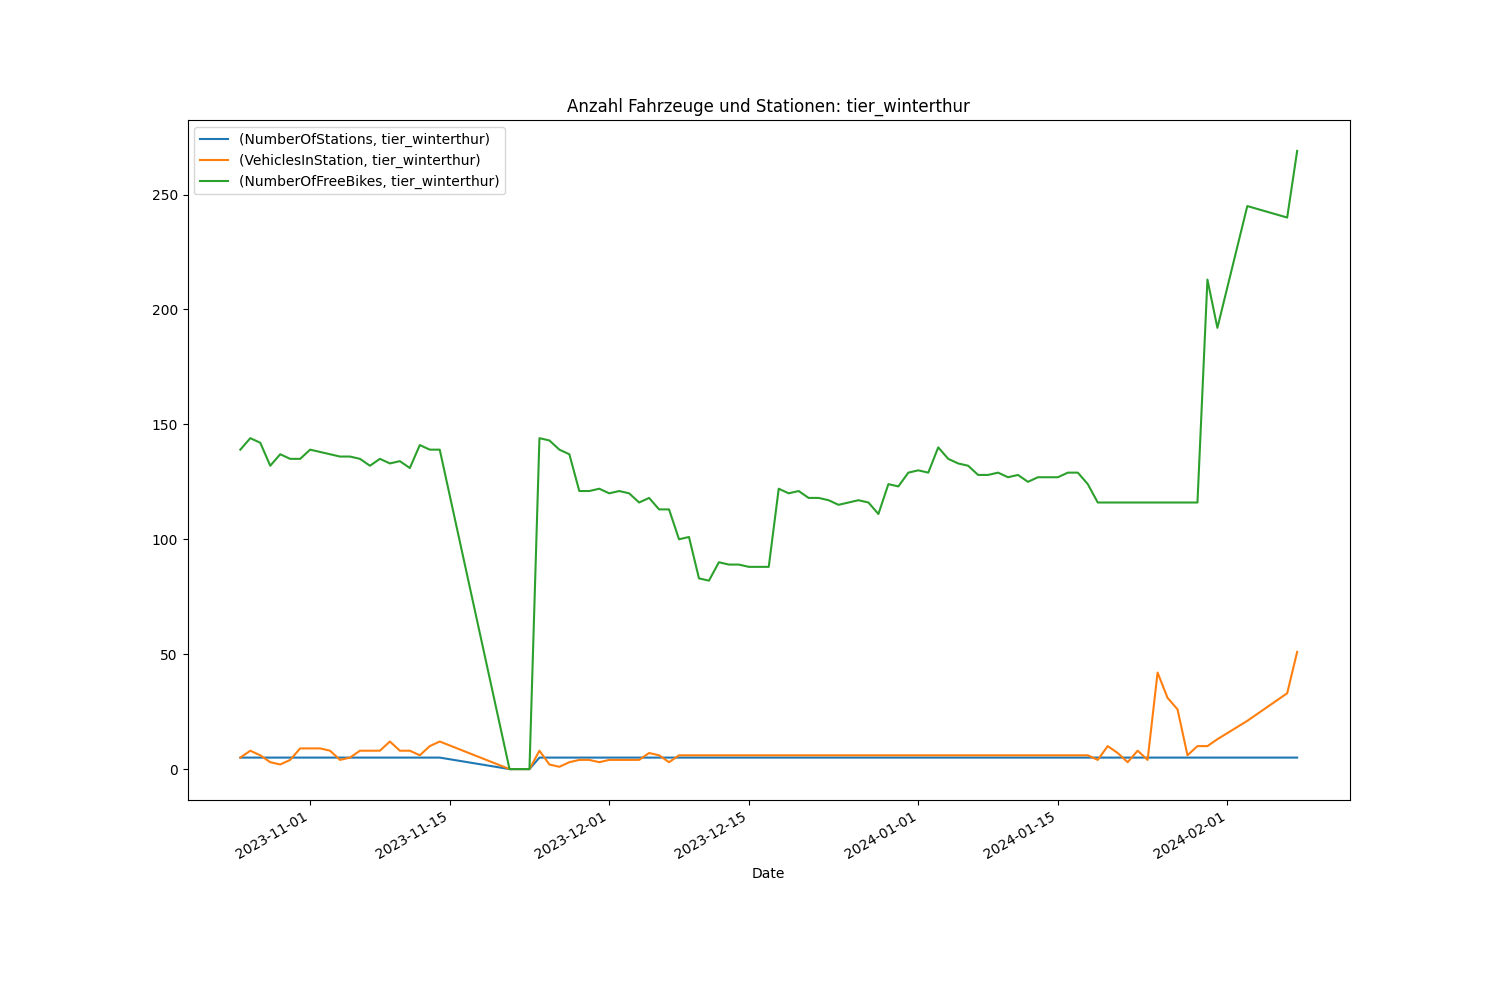 Anzahl Fahrzeuge und Stationen: tier_winterthur
(NumberOfStations, tier_winterthur)
(VehiclesInStation, tier_winterthur)
(NumberOfFreeBikes, tier_winterthur)
250
200
150
100
50
0
2023-11-01
2023-11-15
2023-12-01
2023-12-15
2024-01-01
2024-01-15
2024-02-01
Date